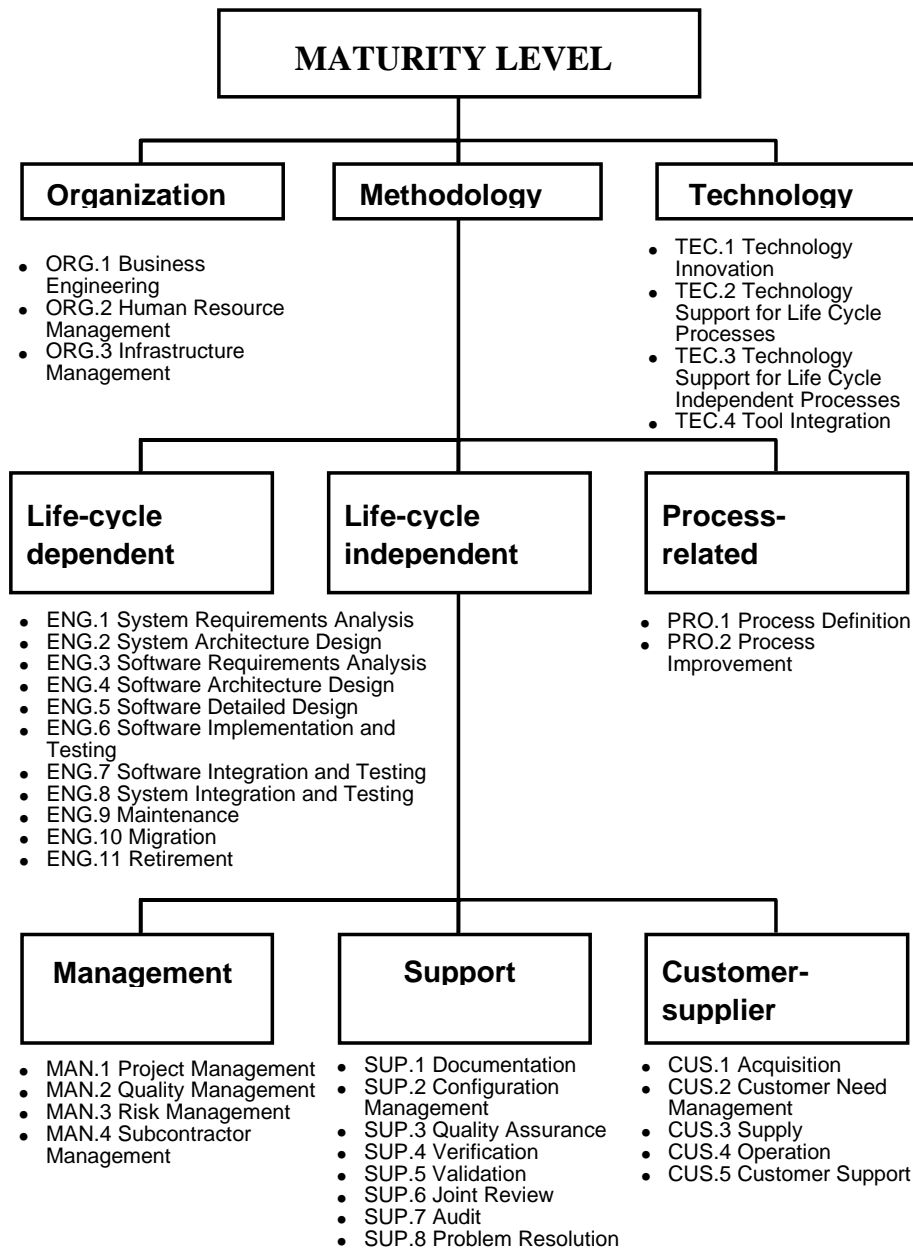 MATURITY LEVEL
Organization
Methodology
Technology
• ORG.1 Business
Engineering
• ORG.2 Human Resource
Management
• ORG.3 Infrastructure
Management
• TEC.1 Technology
Innovation
• TEC.2 Technology
Support for Life Cycle
Processes
• TEC.3 Technology
Support for Life Cycle
Independent Processes
• TEC.4 Tool Integration
Life-cycle
dependent
Life-cycle
independent
Process-
related
• ENG.1 System Requirements Analysis
• ENG.2 System Architecture Design
• ENG.3 Software Requirements Analysis
• ENG.4 Software Architecture Design
• ENG.5 Software Detailed Design
• ENG.6 Software Implementation and
Testing
• ENG.7 Software Integration and Testing
• ENG.8 System Integration and Testing
• ENG.9 Maintenance
• ENG.10 Migration
• ENG.11 Retirement
• PRO.1 Process Definition
• PRO.2 Process
Improvement
Management
Support
Customer-
supplier
• MAN.1 Project Management
• MAN.2 Quality Management
• MAN.3 Risk Management
• MAN.4 Subcontractor
Management
• SUP.1 Documentation
• SUP.2 Configuration
Management
• SUP.3 Quality Assurance
• SUP.4 Verification
• SUP.5 Validation
• SUP.6 Joint Review
• SUP.7 Audit
• SUP.8 Problem Resolution
• CUS.1 Acquisition
• CUS.2 Customer Need
Management
• CUS.3 Supply
• CUS.4 Operation
• CUS.5 Customer Support